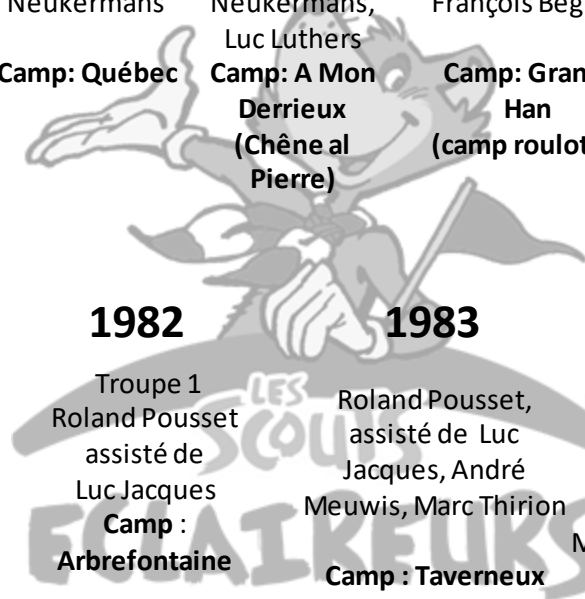 Neukermans
Camp: Québec
Neukermans,
Luc Luthers
Camp: A Mon
Derrieux
(Chêne al
Pierre)
François Beg
Camp: Gran
Han
(camp roulot
1982
Troupe 1
Roland Pousset
assisté de
Luc Jacques
Camp :
Arbrefontaine
1983
Roland Pousset,
assisté de Luc
Jacques, André
Meuwis, Marc Thirion
M
Camp : Taverneux
LES
SCOUTS
ECLAIREURS